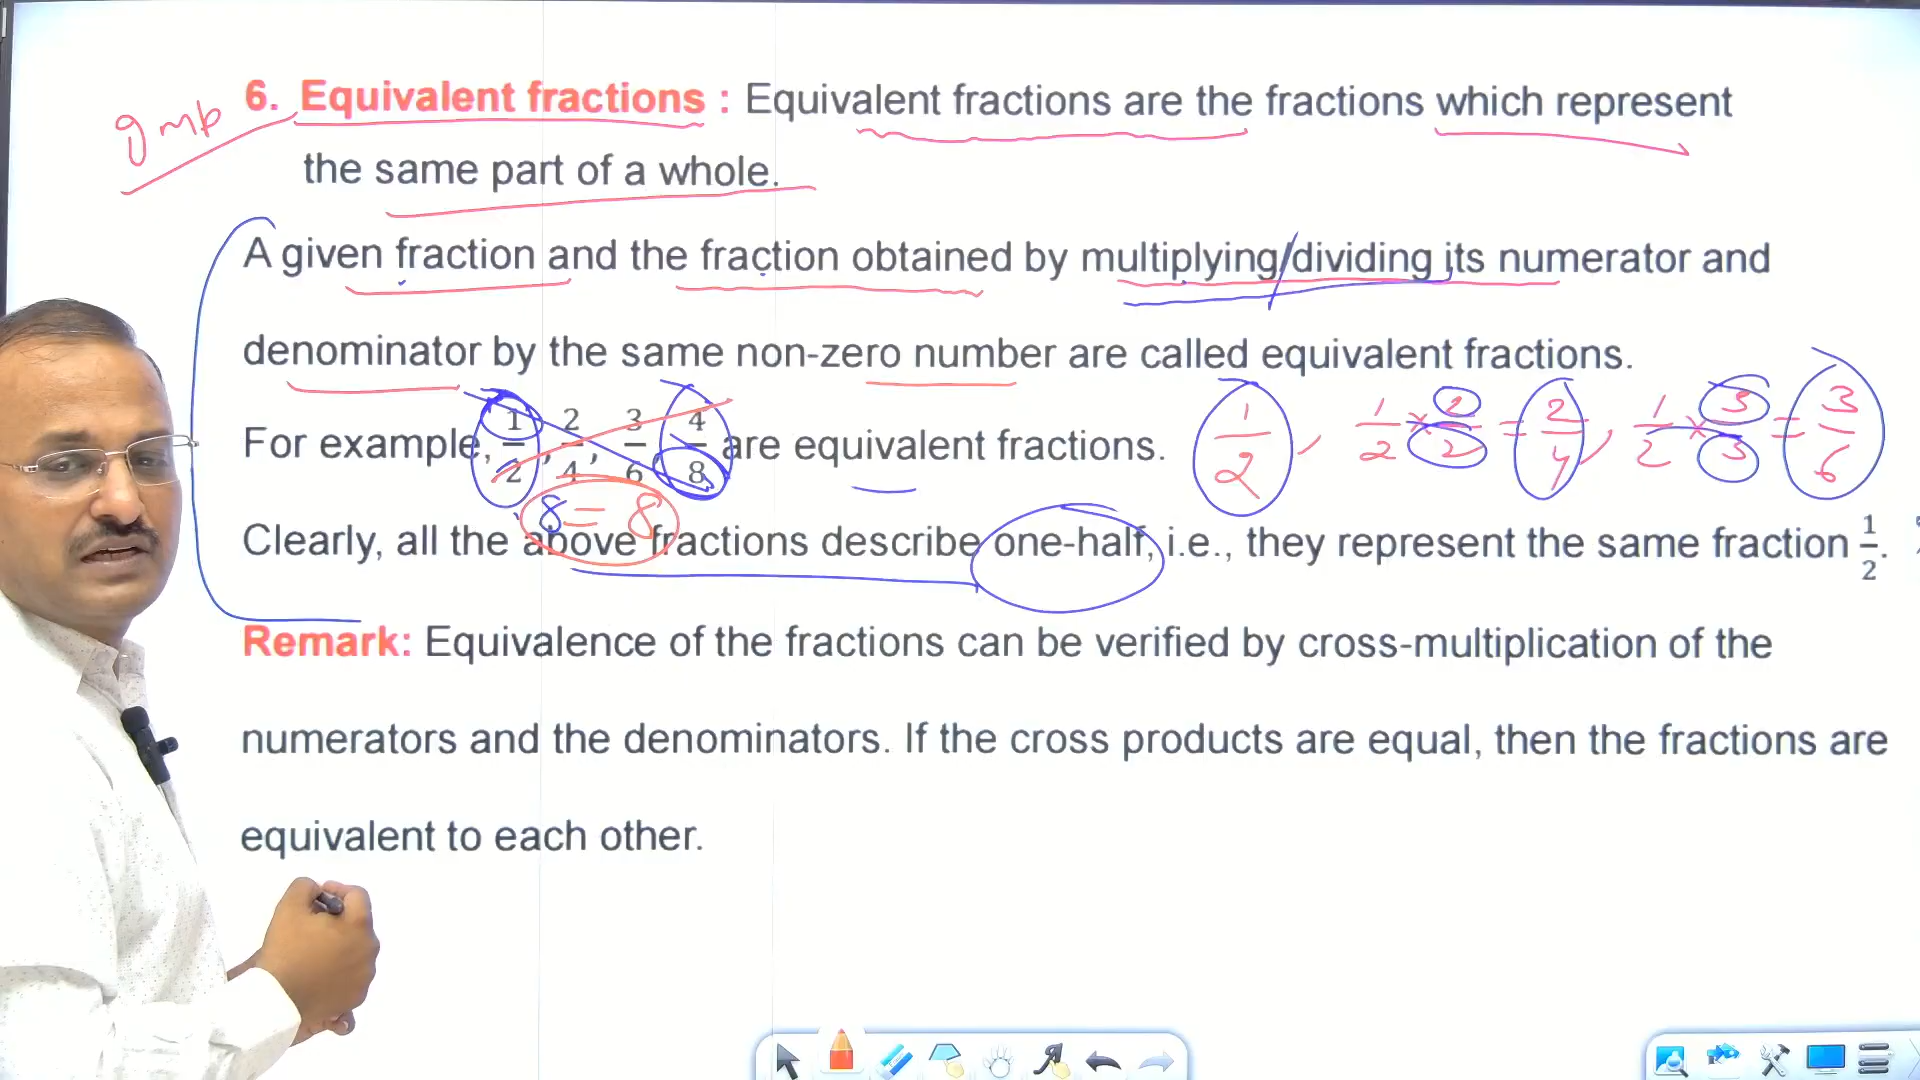 Imp 6. Equivalent fractions : Equivalent fractions are the fractions which represent
the same part of a whole.
A given fraction and the fraction obtained by multiplying/dividing its numerator and
denominator by the same non-zero number are called equivalent fractions.
For example, 1/2, 2/4, 3/6, 4/8 are equivalent fractions. 1/2, 1/2 × 2/2 = 2/4, 1/2 × 3/3 = 3/6
8 = 8
Clearly, all the above fractions describe one-half, i.e., they represent the same fraction 1/2.
Remark: Equivalence of the fractions can be verified by cross-multiplication of the
numerators and the denominators. If the cross products are equal, then the fractions are
equivalent to each other.